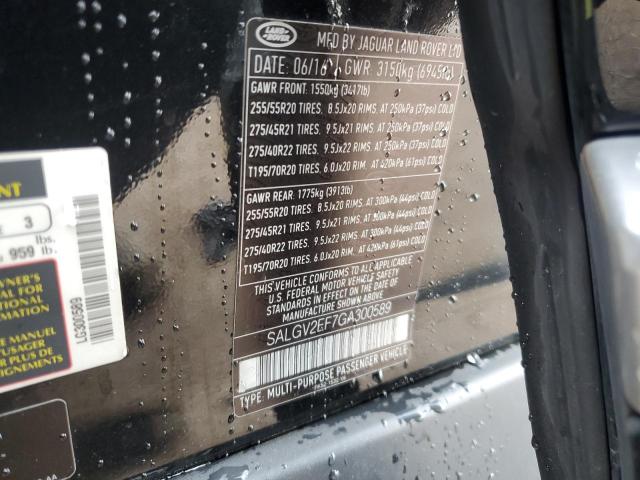 LAND
ROVER
MFD BY JAGUAR LAND ROVER LTD
DATE: 06/16 GWR: 3150kg (6945lb)
GAWR FRONT: 1550kg (3417lb)
255/55R20 TIRES. 8.5Jx20 RIMS. AT 250kPa (37psi) COLD
275/45R21 TIRES. 9.5Jx21 RIMS. AT 250kPa (37psi) COLD
275/40R22 TIRES. 9.5Jx22 RIMS. AT 250kPa (37psi) COLD
T195/70R20 TIRES. 6.0Jx20 RIM. AT 420kPa (61psi) COLD
GAWR REAR: 1775kg (3913lb)
255/55R20 TIRES. 8.5Jx20 RIMS. AT 300kPa (44psi) COLD
275/45R21 TIRES. 9.5Jx21 RIMS. AT 300kPa (44psi) COLD
275/40R22 TIRES. 9.5Jx22 RIMS. AT 300kPa (44psi) COLD
T195/70R20 TIRES. 6.0Jx20 RIM. AT 420kPa (61psi) COLD
THIS VEHICLE CONFORMS TO ALL APPLICABLE
U.S. FEDERAL MOTOR VEHICLE SAFETY
STANDARDS IN EFFECT ON THE DATE OF
MANUFACTURE SHOWN ABOVE.
SALGV2EF7GA300589
TYPE: MULTI-PURPOSE PASSENGER VEHICLE
3
lbs.
959 lb.
LG300589